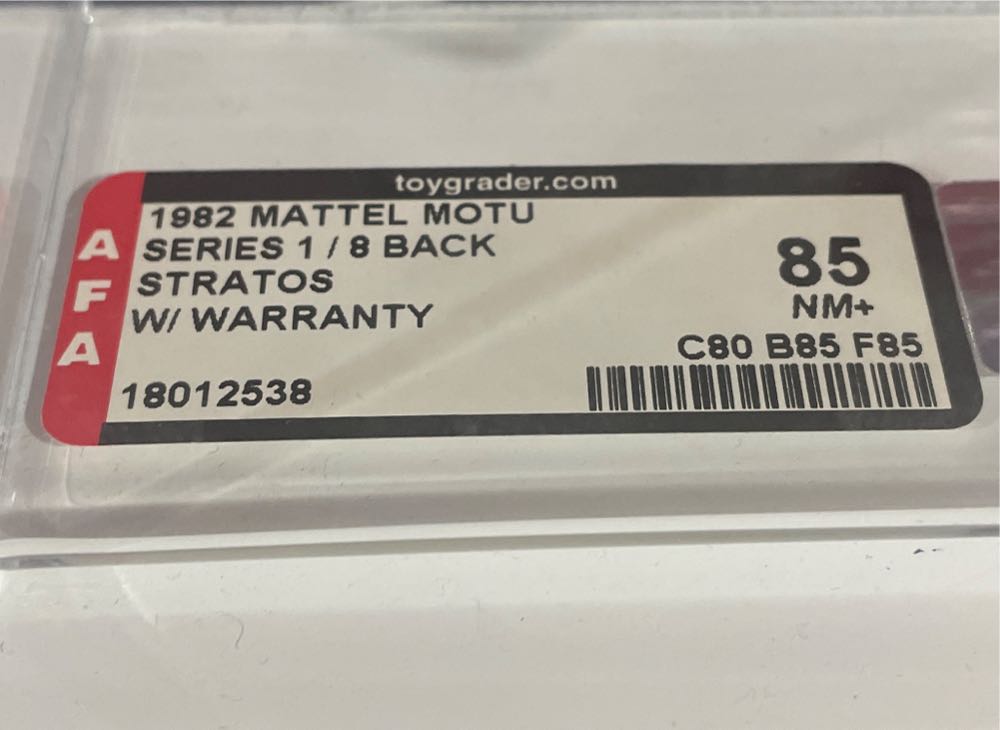 toygrader.com
AFA
1982 MATTEL MOTU
SERIES 1 / 8 BACK
STRATOS
W/ WARRANTY
85
NM+
C80 B85 F85
18012538